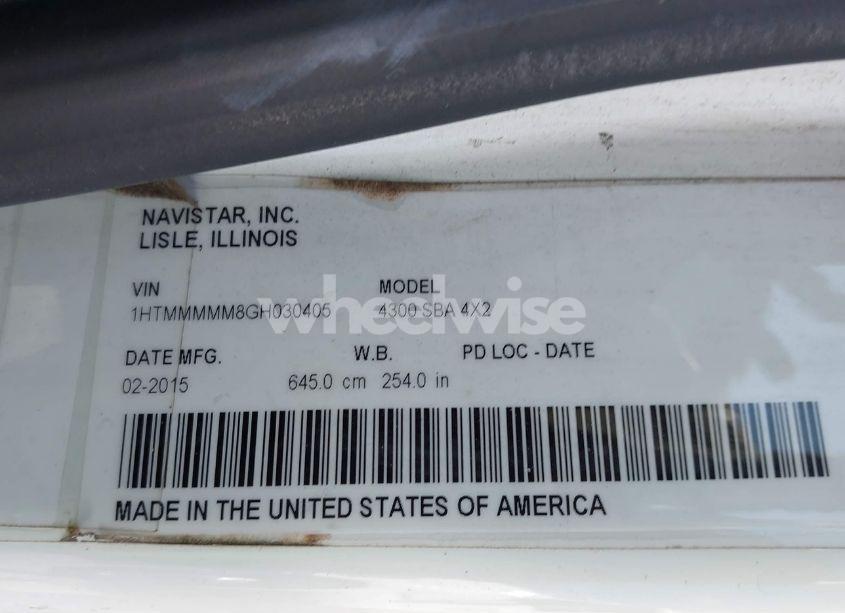 NAVISTAR, INC.
LISLE, ILLINOIS
VIN MODEL
1HTMMMMM8GH030405 4300 SBA 4X2
wheelwise
DATE MFG. W.B. PD LOC - DATE
02-2015 645.0 cm 254.0 in
MADE IN THE UNITED STATES OF AMERICA